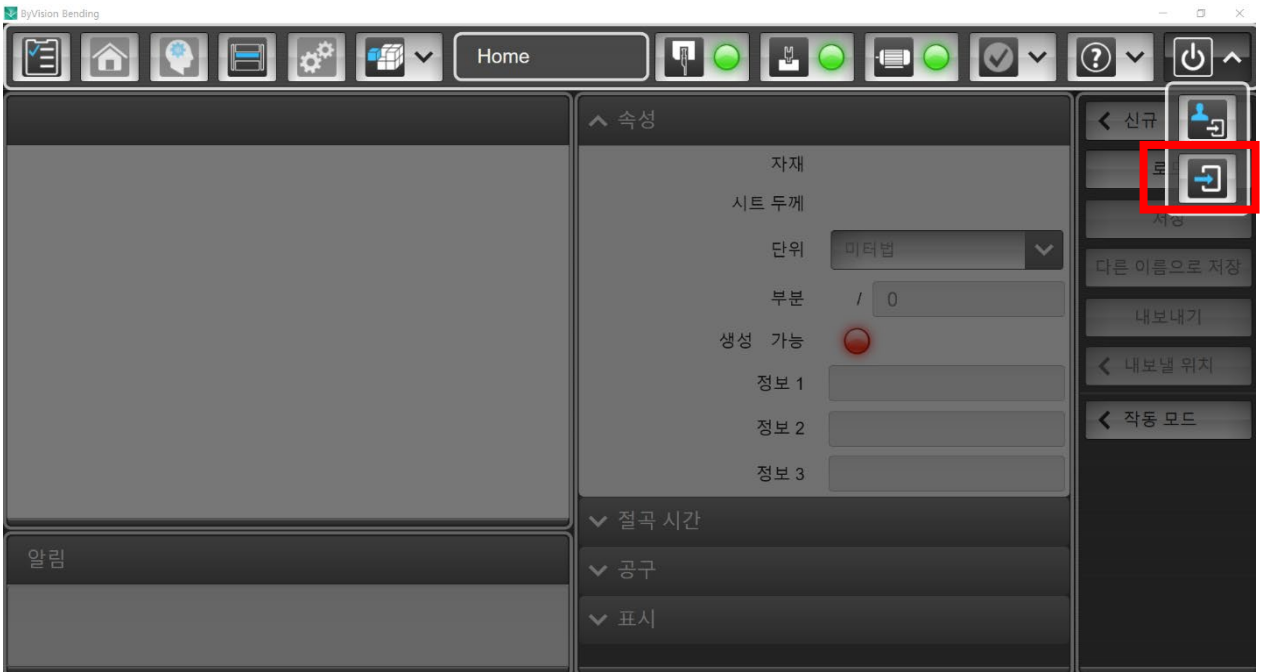 ByVision Bending
Home
속성
자재
시트 두께
단위 미터법
부분 / 0
생성 가능
정보 1
정보 2
정보 3
절곡 시간
공구
표시
알림
신규
저장
다른 이름으로 저장
내보내기
내보낼 위치
작동 모드